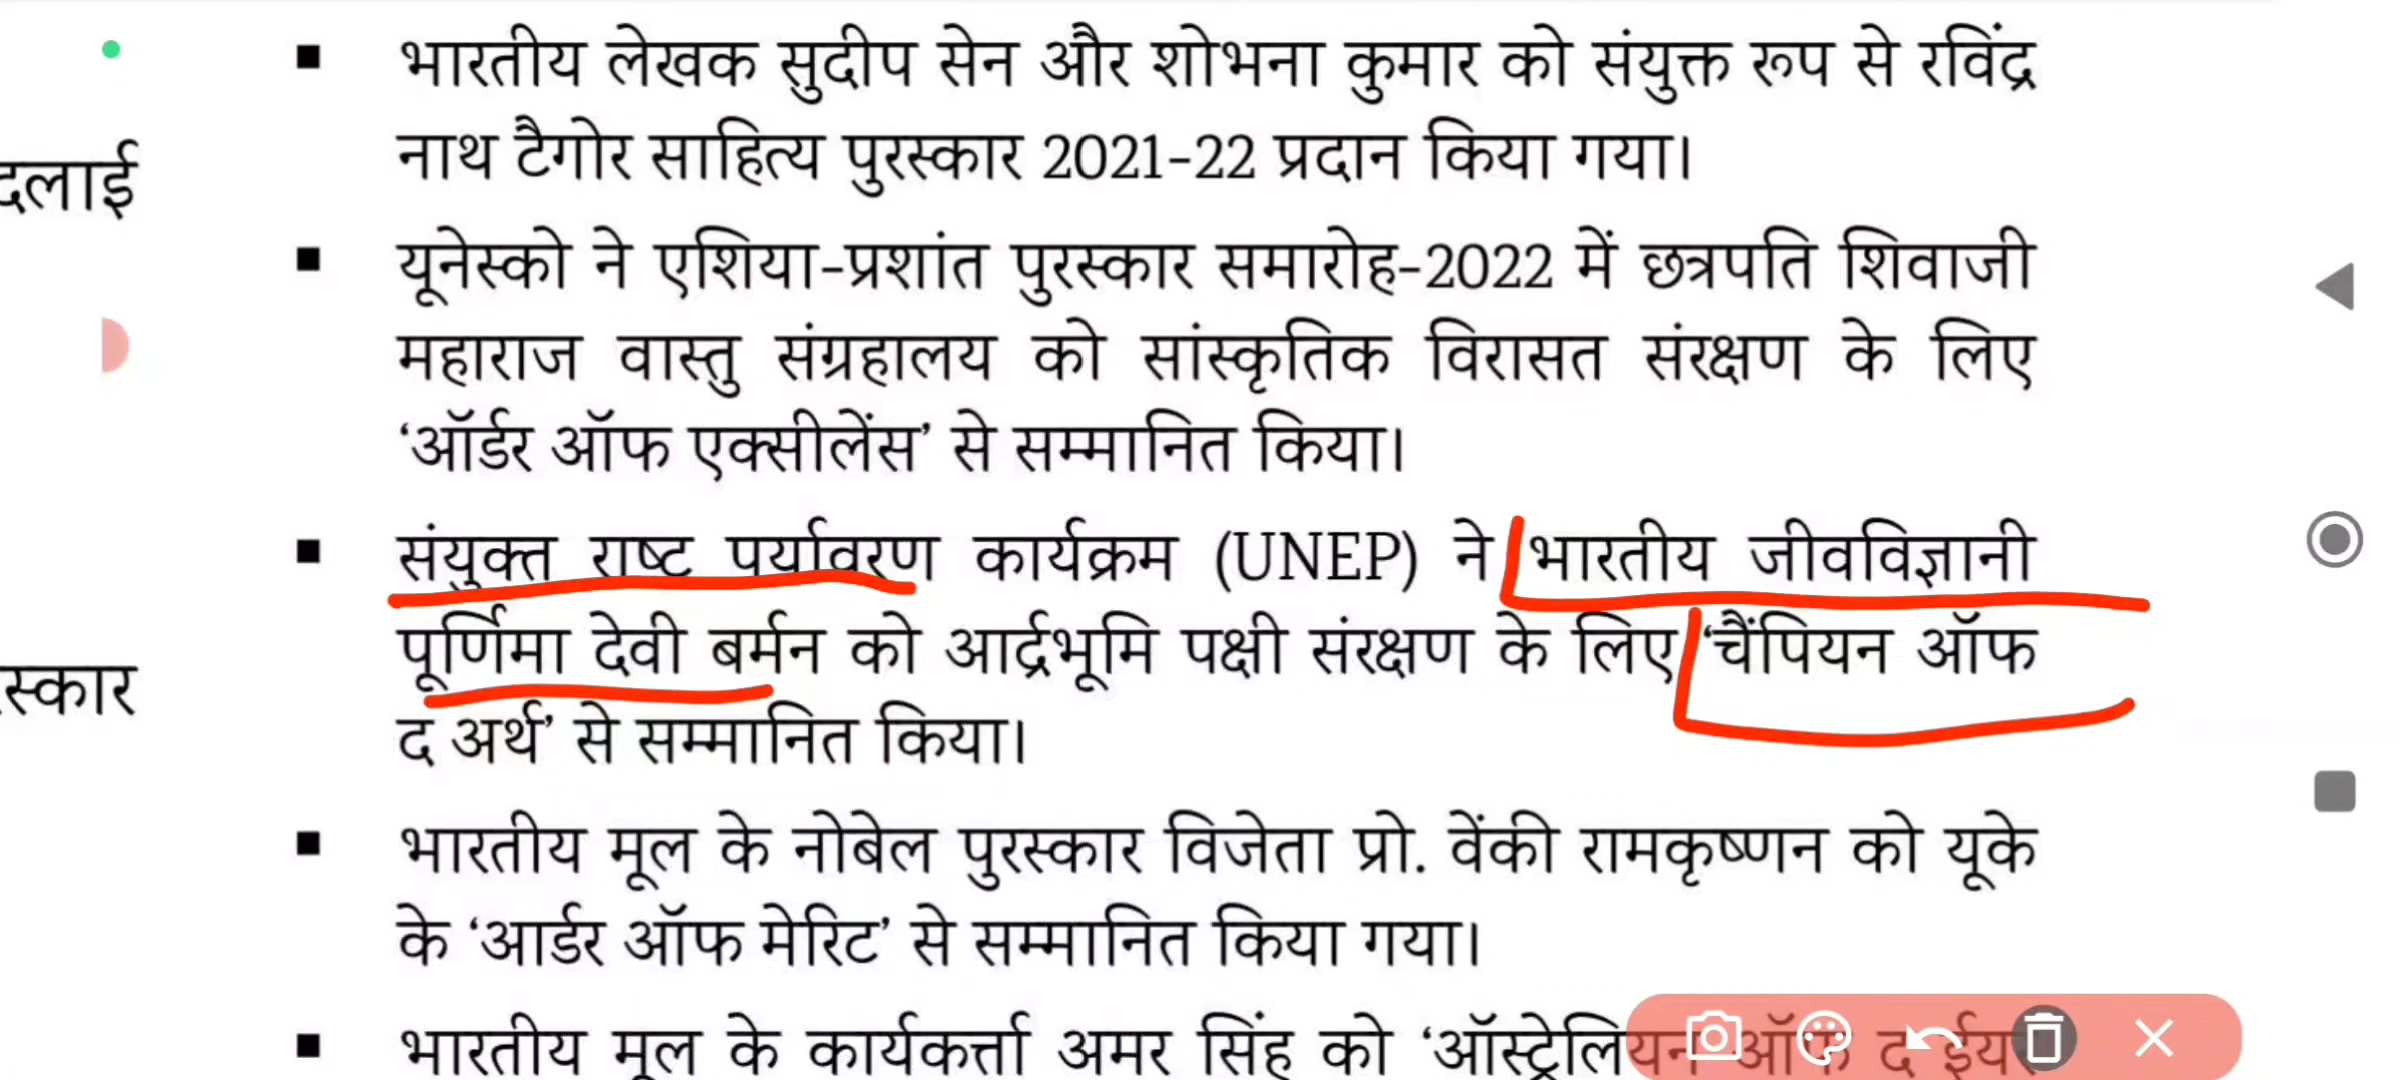 भारतीय लेखक सुदीप सेन और शोभना कुमार को संयुक्त रूप से रविंद्र
नाथ टैगोर साहित्य पुरस्कार 2021-22 प्रदान किया गया।
दलाई
यूनेस्को ने एशिया-प्रशांत पुरस्कार समारोह-2022 में छत्रपति शिवाजी
महाराज वास्तु संग्रहालय को सांस्कृतिक विरासत संरक्षण के लिए
‘ऑर्डर ऑफ एक्सीलेंस’ से सम्मानित किया।
संयुक्त राष्ट पर्यावरण कार्यक्रम (UNEP) ने भारतीय जीवविज्ञानी
पूर्णिमा देवी बर्मन को आर्द्रभूमि पक्षी संरक्षण के लिए ‘चैंपियन ऑफ
स्कार
द अर्थ’ से सम्मानित किया।
भारतीय मूल के नोबेल पुरस्कार विजेता प्रो. वेंकी रामकृष्णन को यूके
के ‘आर्डर ऑफ मेरिट’ से सम्मानित किया गया।
भारतीय मूल के कार्यकर्त्ता अमर सिंह को ‘ऑस्ट्रेलियन ऑफ द ईयर